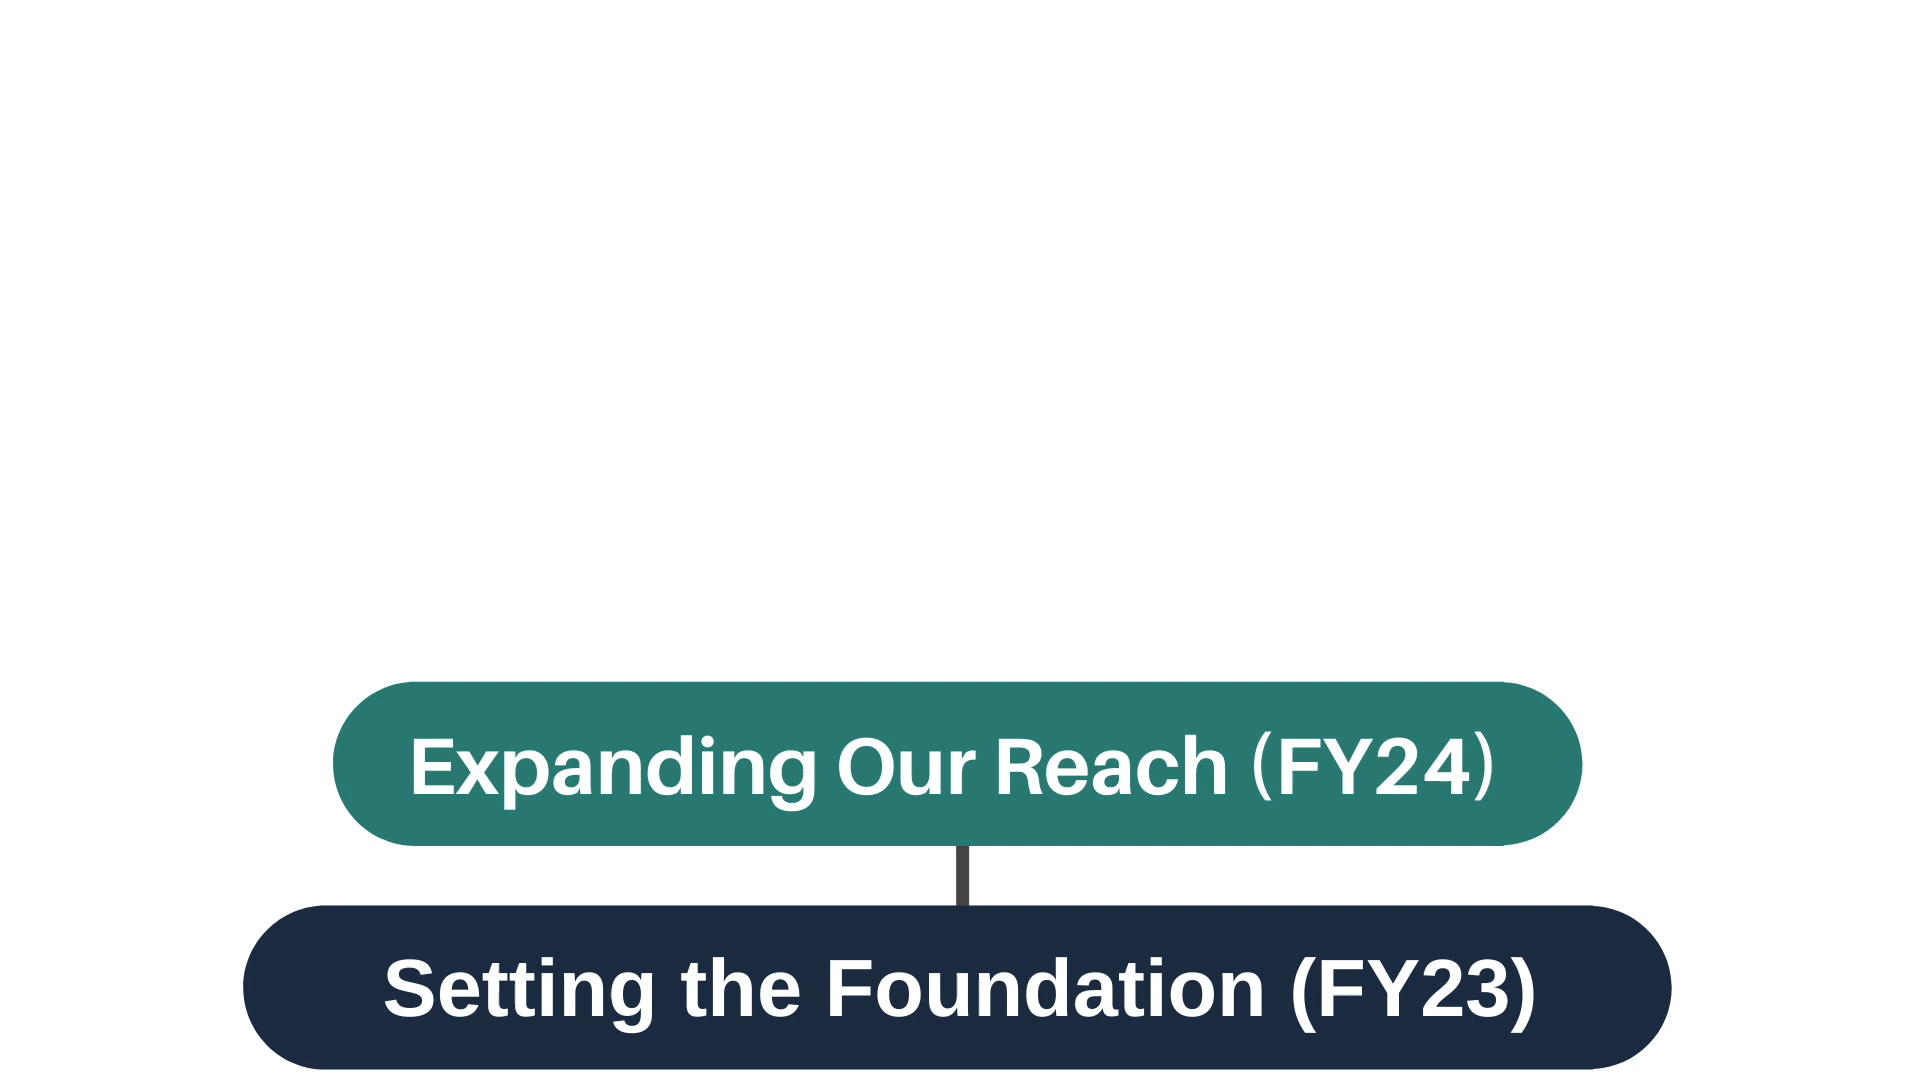 Expanding Our Reach (FY24)
Setting the Foundation (FY23)